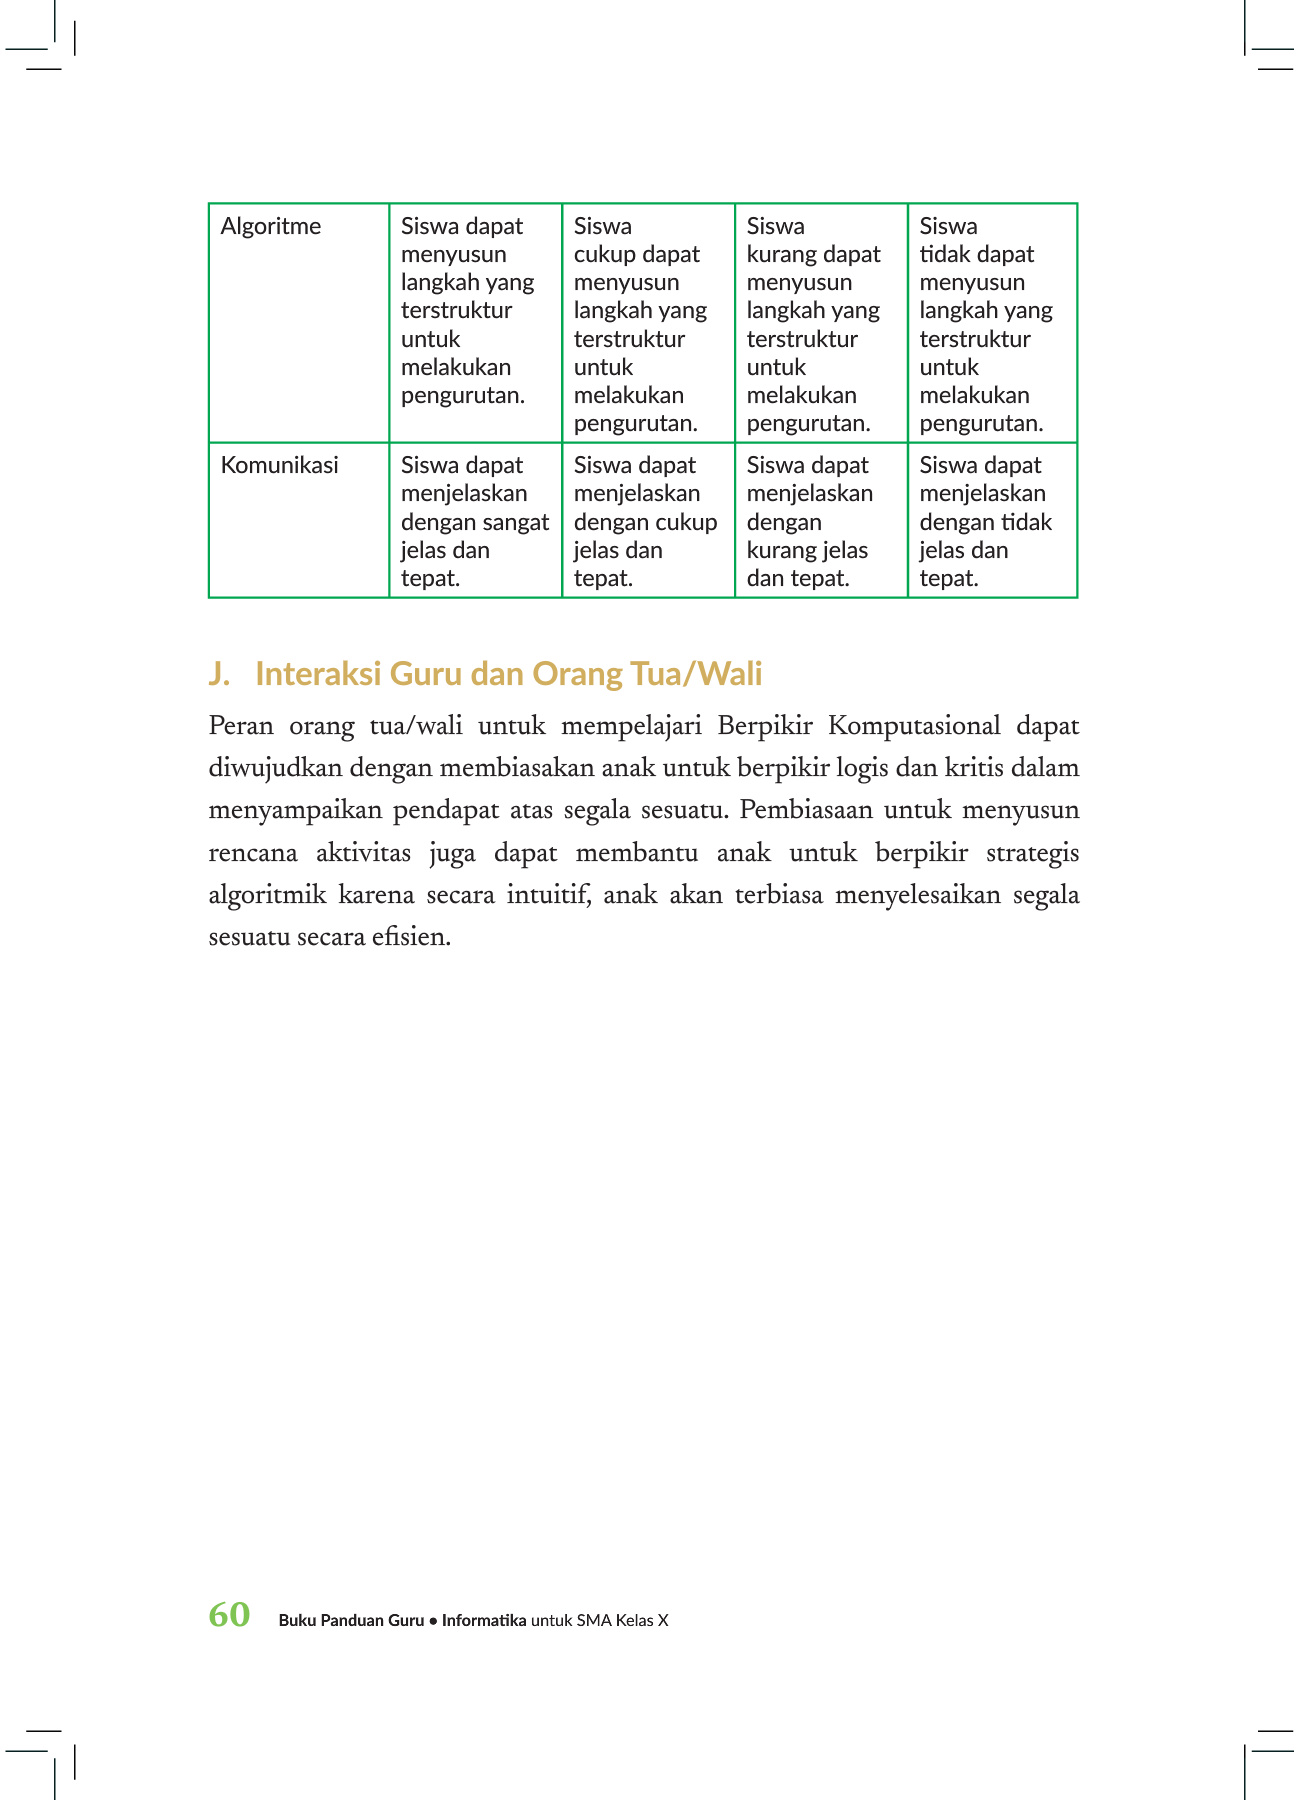 Algoritme
Siswa dapat
menyusun
langkah yang
terstruktur
untuk
melakukan
pengurutan.
Siswa
cukup dapat
menyusun
langkah yang
terstruktur
untuk
melakukan
pengurutan.
Siswa
kurang dapat
menyusun
langkah yang
terstruktur
untuk
melakukan
pengurutan.
Siswa
tidak dapat
menyusun
langkah yang
terstruktur
untuk
melakukan
pengurutan.
Komunikasi
Siswa dapat
menjelaskan
dengan sangat
jelas dan
tepat.
Siswa dapat
menjelaskan
dengan cukup
jelas dan
tepat.
Siswa dapat
menjelaskan
dengan
kurang jelas
dan tepat.
Siswa dapat
menjelaskan
dengan tidak
jelas dan
tepat.
J. Interaksi Guru dan Orang Tua/Wali
Peran orang tua/wali untuk mempelajari Berpikir Komputasional dapat
diwujudkan dengan membiasakan anak untuk berpikir logis dan kritis dalam
menyampaikan pendapat atas segala sesuatu. Pembiasaan untuk menyusun
rencana aktivitas juga dapat membantu anak untuk berpikir strategis
algoritmik karena secara intuitif, anak akan terbiasa menyelesaikan segala
sesuatu secara efisien.
60 Buku Panduan Guru • Informatika untuk SMA Kelas X